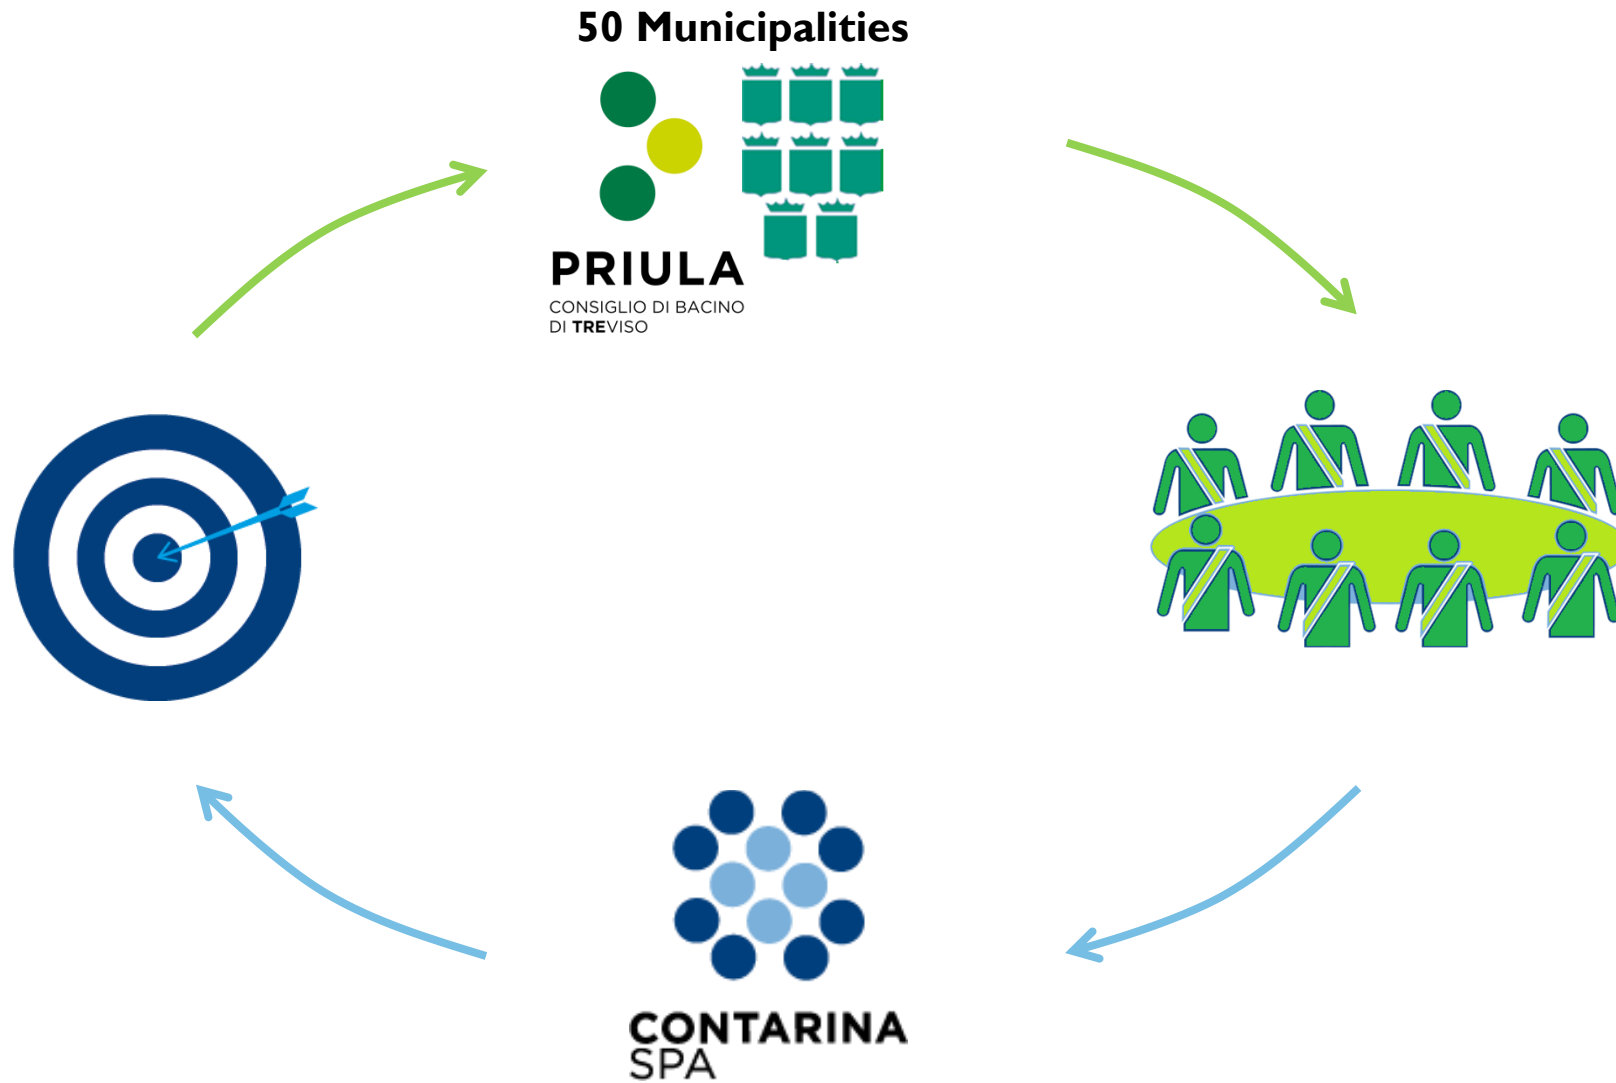 50 Municipalities
PRIULA
CONSIGLIO DI BACINO
DI TREVISO
CONTARINA
SPA